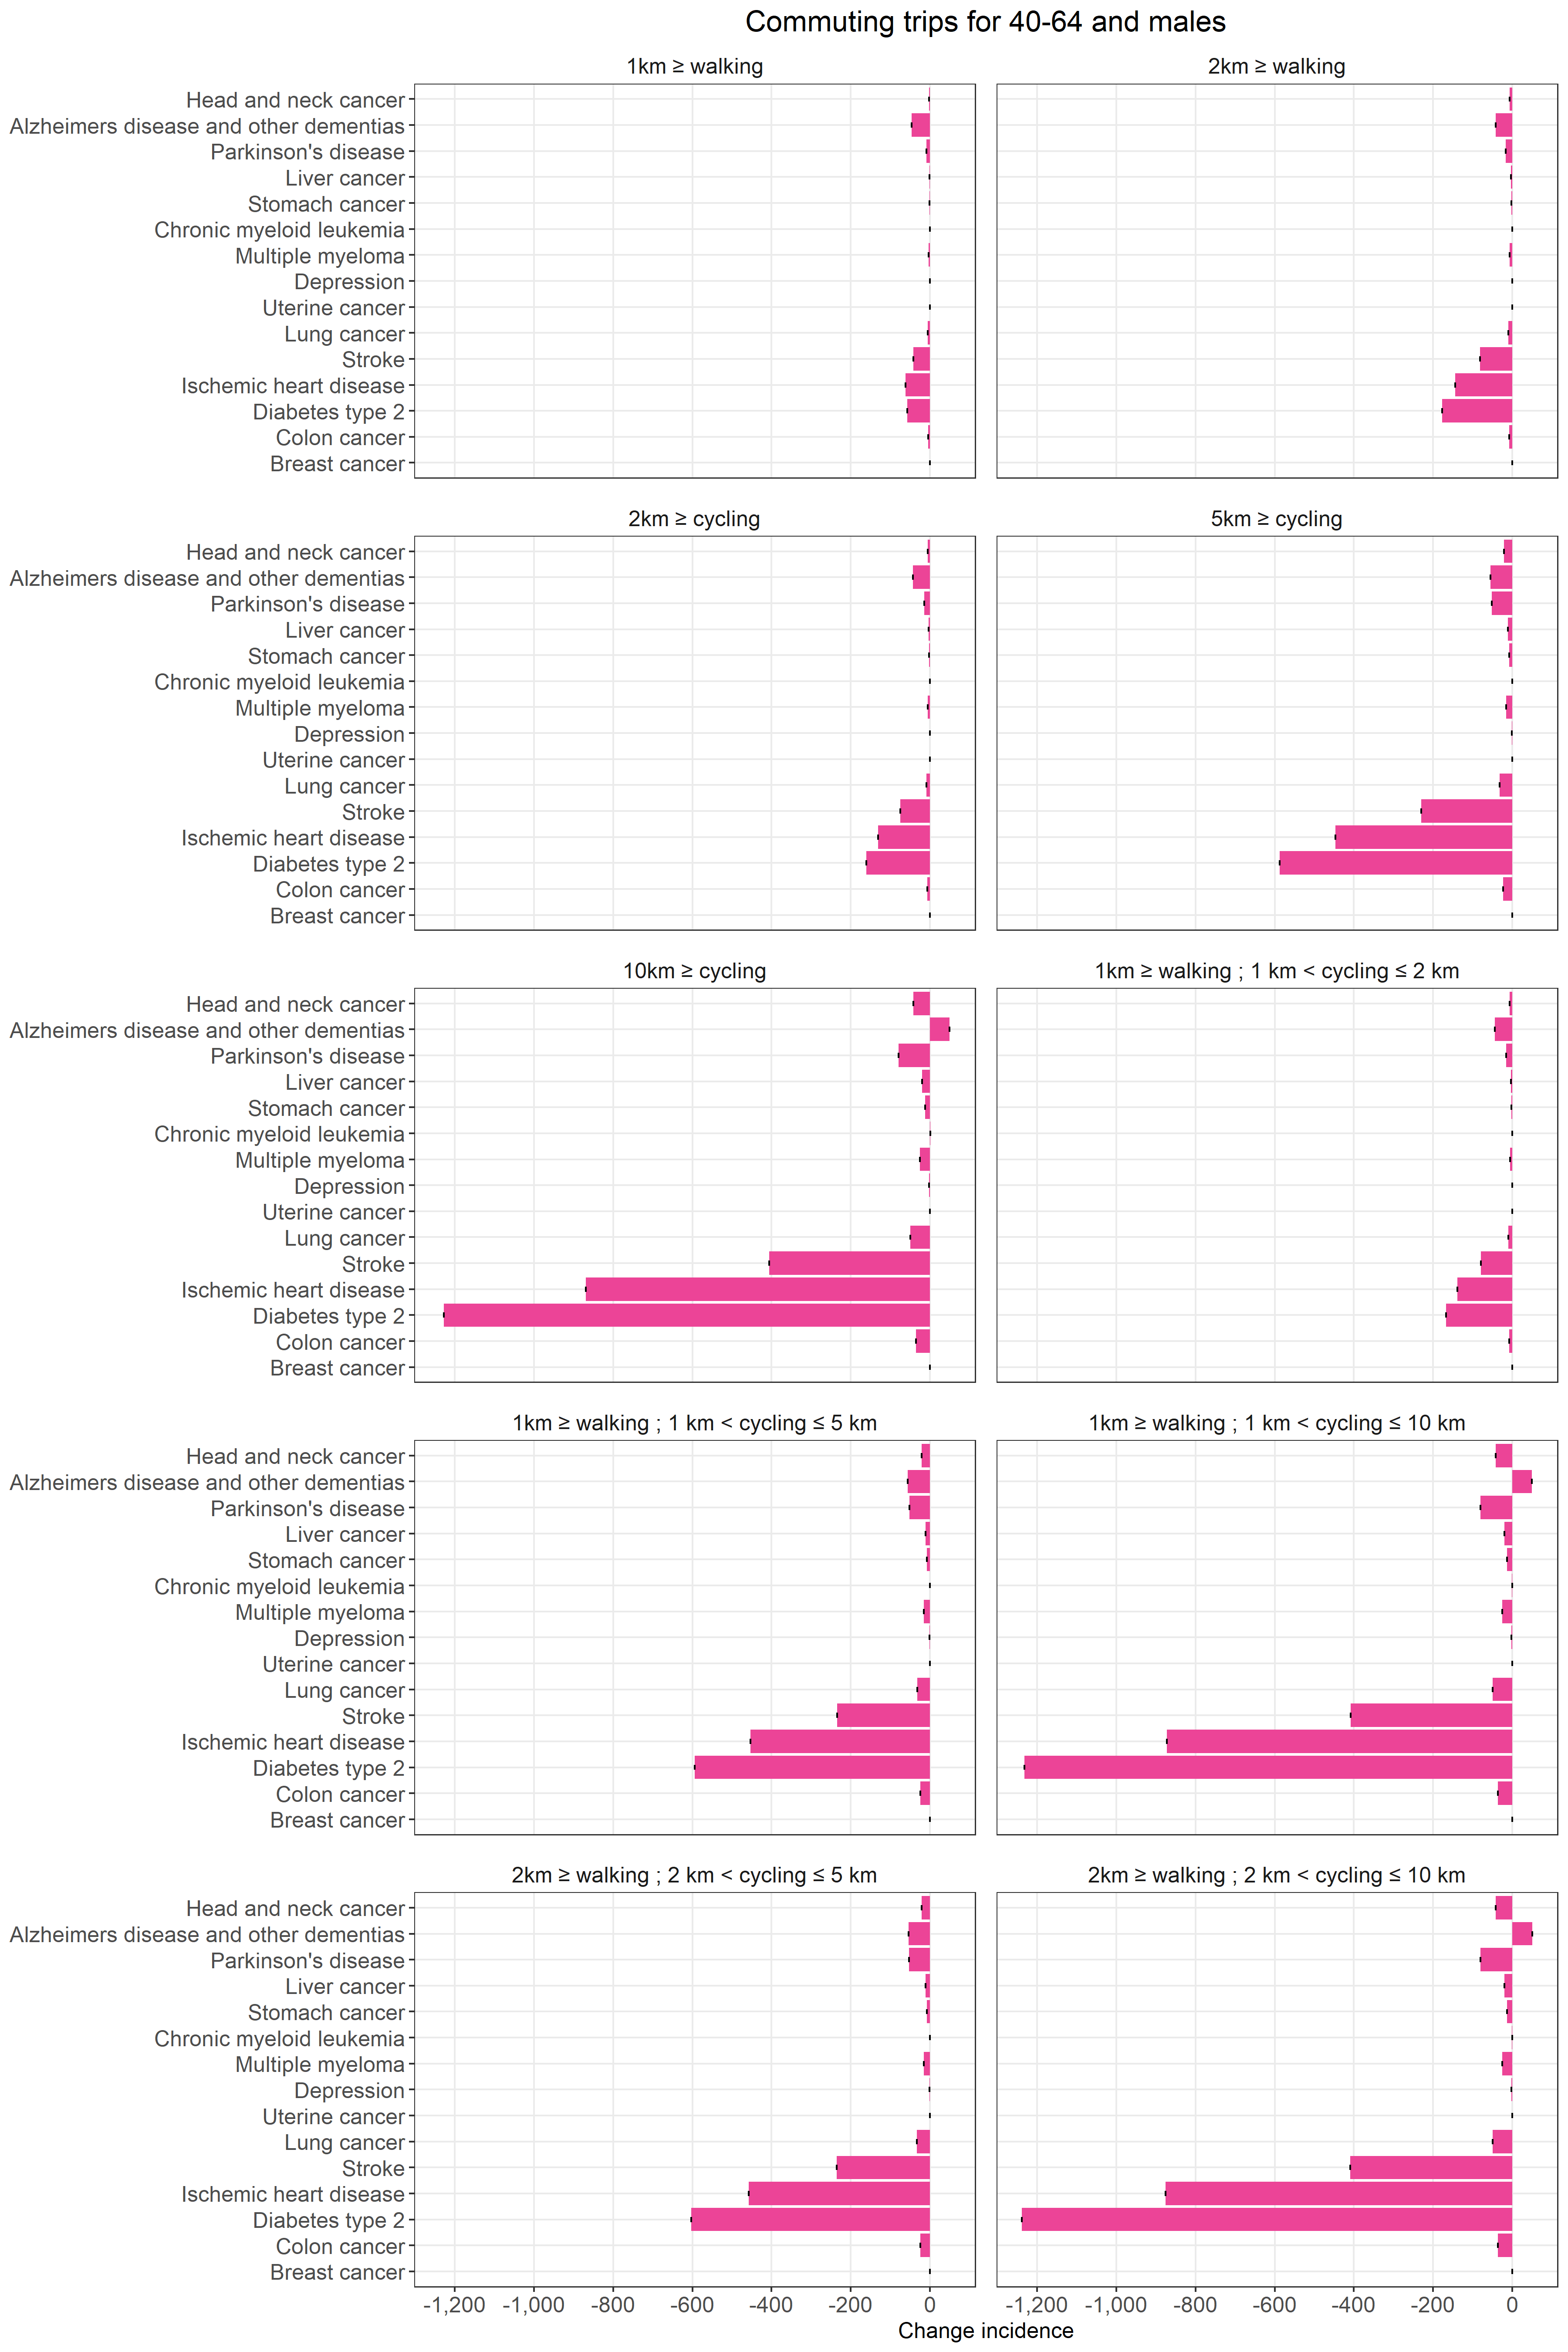 Commuting trips for 40-64 and males
1km ≥ walking
2km ≥ walking
Head and neck cancer
Alzheimers disease and other dementias
Parkinson's disease
Liver cancer
Stomach cancer
Chronic myeloid leukemia
Multiple myeloma
Depression
Uterine cancer
Lung cancer
Stroke
Ischemic heart disease
Diabetes type 2
Colon cancer
Breast cancer
2km ≥ cycling
5km ≥ cycling
Head and neck cancer
Alzheimers disease and other dementias
Parkinson's disease
Liver cancer
Stomach cancer
Chronic myeloid leukemia
Multiple myeloma
Depression
Uterine cancer
Lung cancer
Stroke
Ischemic heart disease
Diabetes type 2
Colon cancer
Breast cancer
10km ≥ cycling
1km ≥ walking ; 1 km < cycling ≤ 2 km
Head and neck cancer
Alzheimers disease and other dementias
Parkinson's disease
Liver cancer
Stomach cancer
Chronic myeloid leukemia
Multiple myeloma
Depression
Uterine cancer
Lung cancer
Stroke
Ischemic heart disease
Diabetes type 2
Colon cancer
Breast cancer
1km ≥ walking ; 1 km < cycling ≤ 5 km
1km ≥ walking ; 1 km < cycling ≤ 10 km
Head and neck cancer
Alzheimers disease and other dementias
Parkinson's disease
Liver cancer
Stomach cancer
Chronic myeloid leukemia
Multiple myeloma
Depression
Uterine cancer
Lung cancer
Stroke
Ischemic heart disease
Diabetes type 2
Colon cancer
Breast cancer
2km ≥ walking ; 2 km < cycling ≤ 5 km
2km ≥ walking ; 2 km < cycling ≤ 10 km
Head and neck cancer
Alzheimers disease and other dementias
Parkinson's disease
Liver cancer
Stomach cancer
Chronic myeloid leukemia
Multiple myeloma
Depression
Uterine cancer
Lung cancer
Stroke
Ischemic heart disease
Diabetes type 2
Colon cancer
Breast cancer
-1,200 -1,000 -800 -600 -400 -200 0
-1,200 -1,000 -800 -600 -400 -200 0
Change incidence